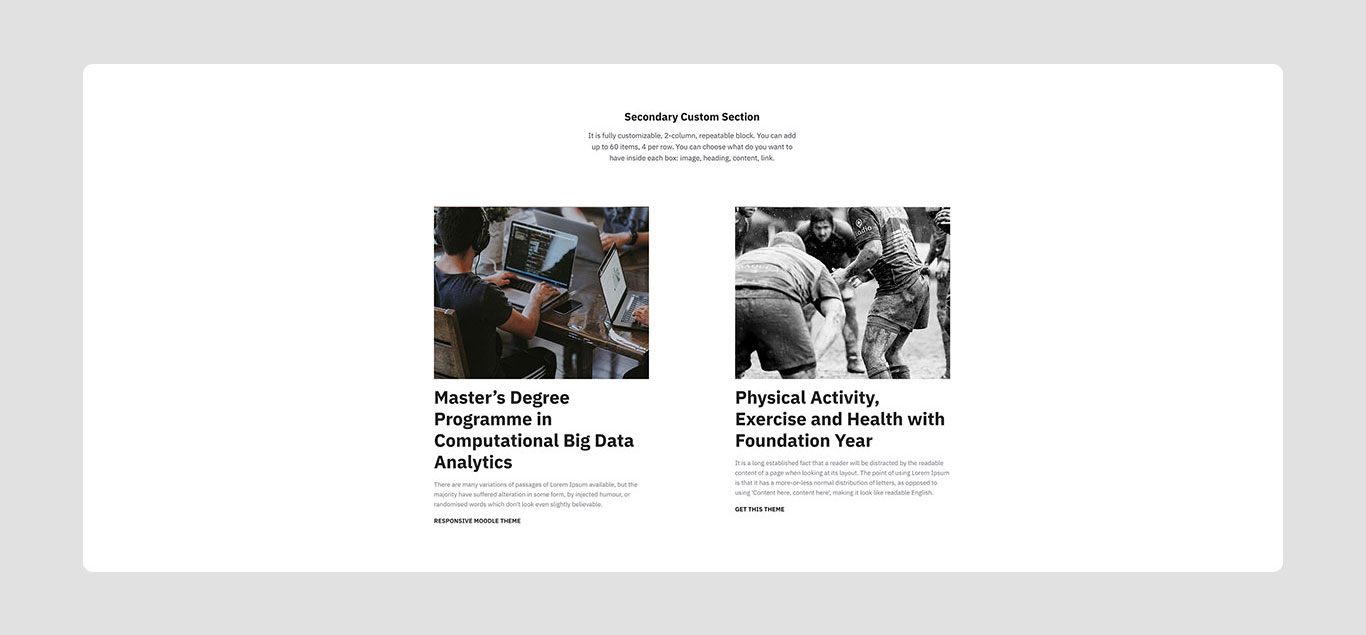 Secondary Custom Section
It is fully customizable, 2-column, repeatable block. You can add
up to 60 items, 4 per row. You can choose what do you want to
have inside each box: image, heading, content, link.
Master's Degree
Programme in
Computational Big Data
Analytics
There are many variations of passages of Lorem Ipsum available, but the
majority have suffered alteration in some form, by injected humour, or
randomised words which don't look even slightly believable.
RESPONSIVE MOODLE THEME
Physical Activity,
Exercise and Health with
Foundation Year
It is a long established fact that a reader will be distracted by the readable
content of a page when looking at its layout. The point of using Lorem Ipsum
is that it has a more-or-less normal distribution of letters, as opposed to
using 'Content here, content here', making it look like readable English.
GET THIS THEME